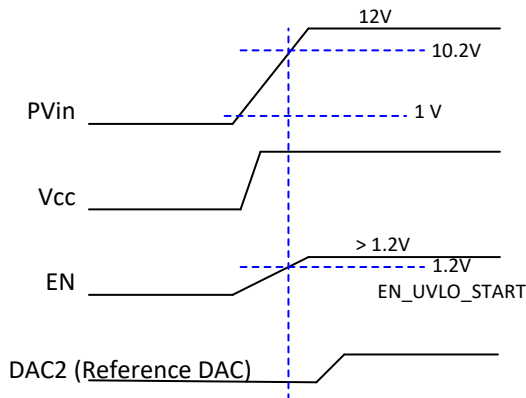 12V
10.2V
PVin
1 V
Vcc
> 1.2V
1.2V
EN
EN_UVLO_START
DAC2 (Reference DAC)